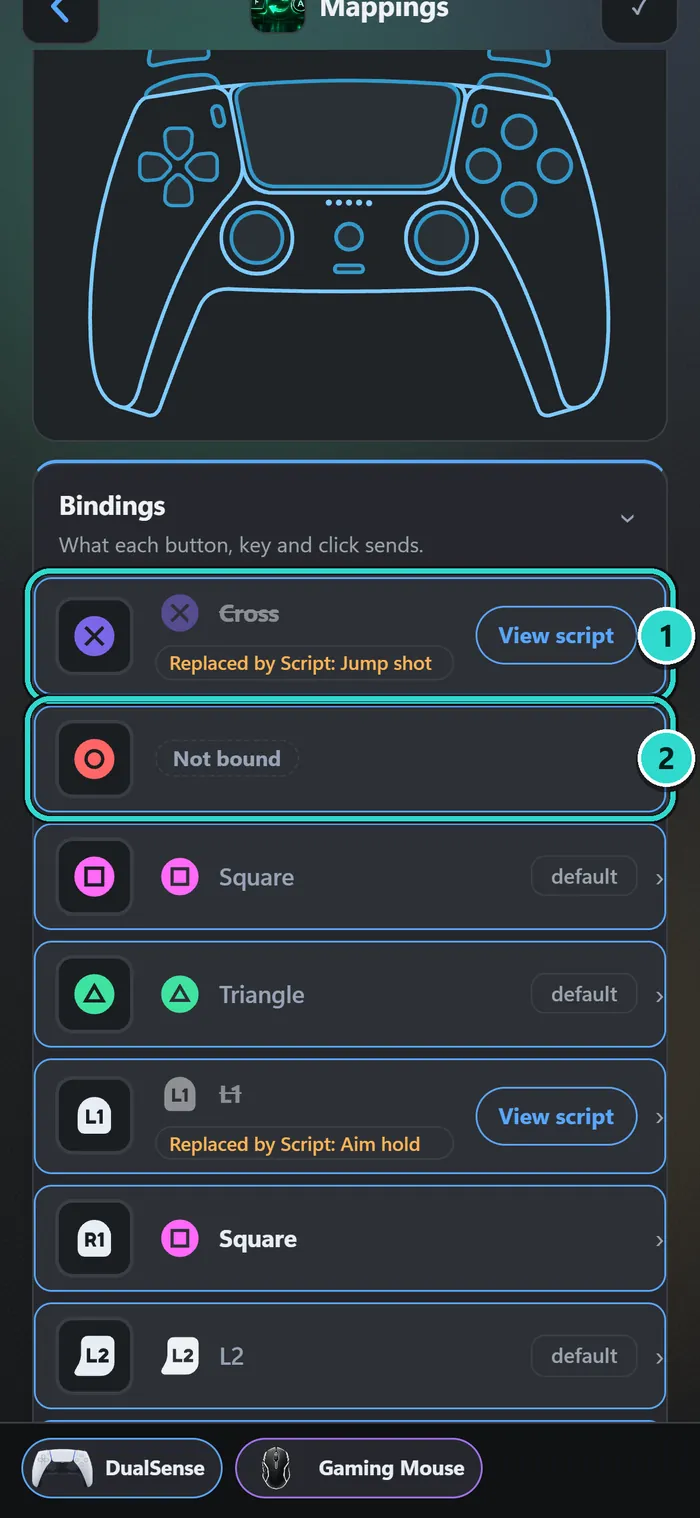 Mappings
Bindings
What each button, key and click sends.
Cross
Replaced by Script: Jump shot
View script
1
Not bound
2
Square
default
Triangle
default
L1
L1
Replaced by Script: Aim hold
View script
R1
Square
L2
L2
L2
default
DualSense
Gaming Mouse